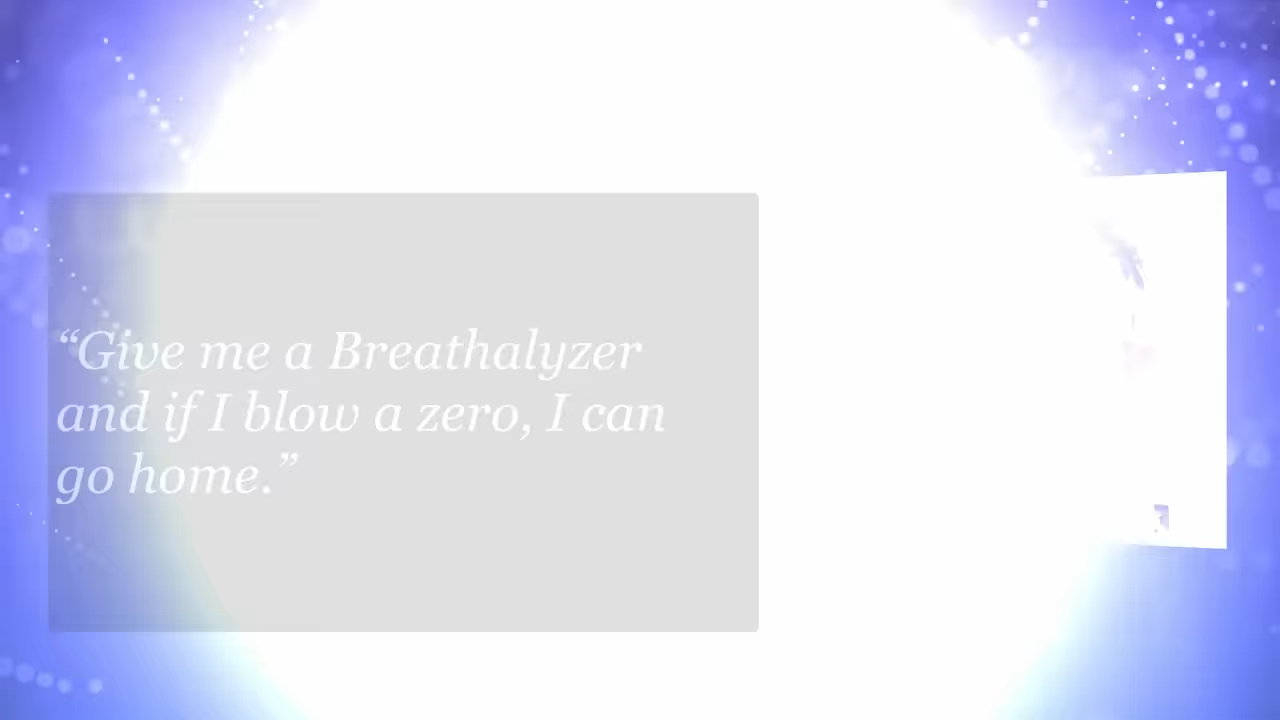 “Give me a Breathalyzer
and if I blow a zero, I can
go home.”